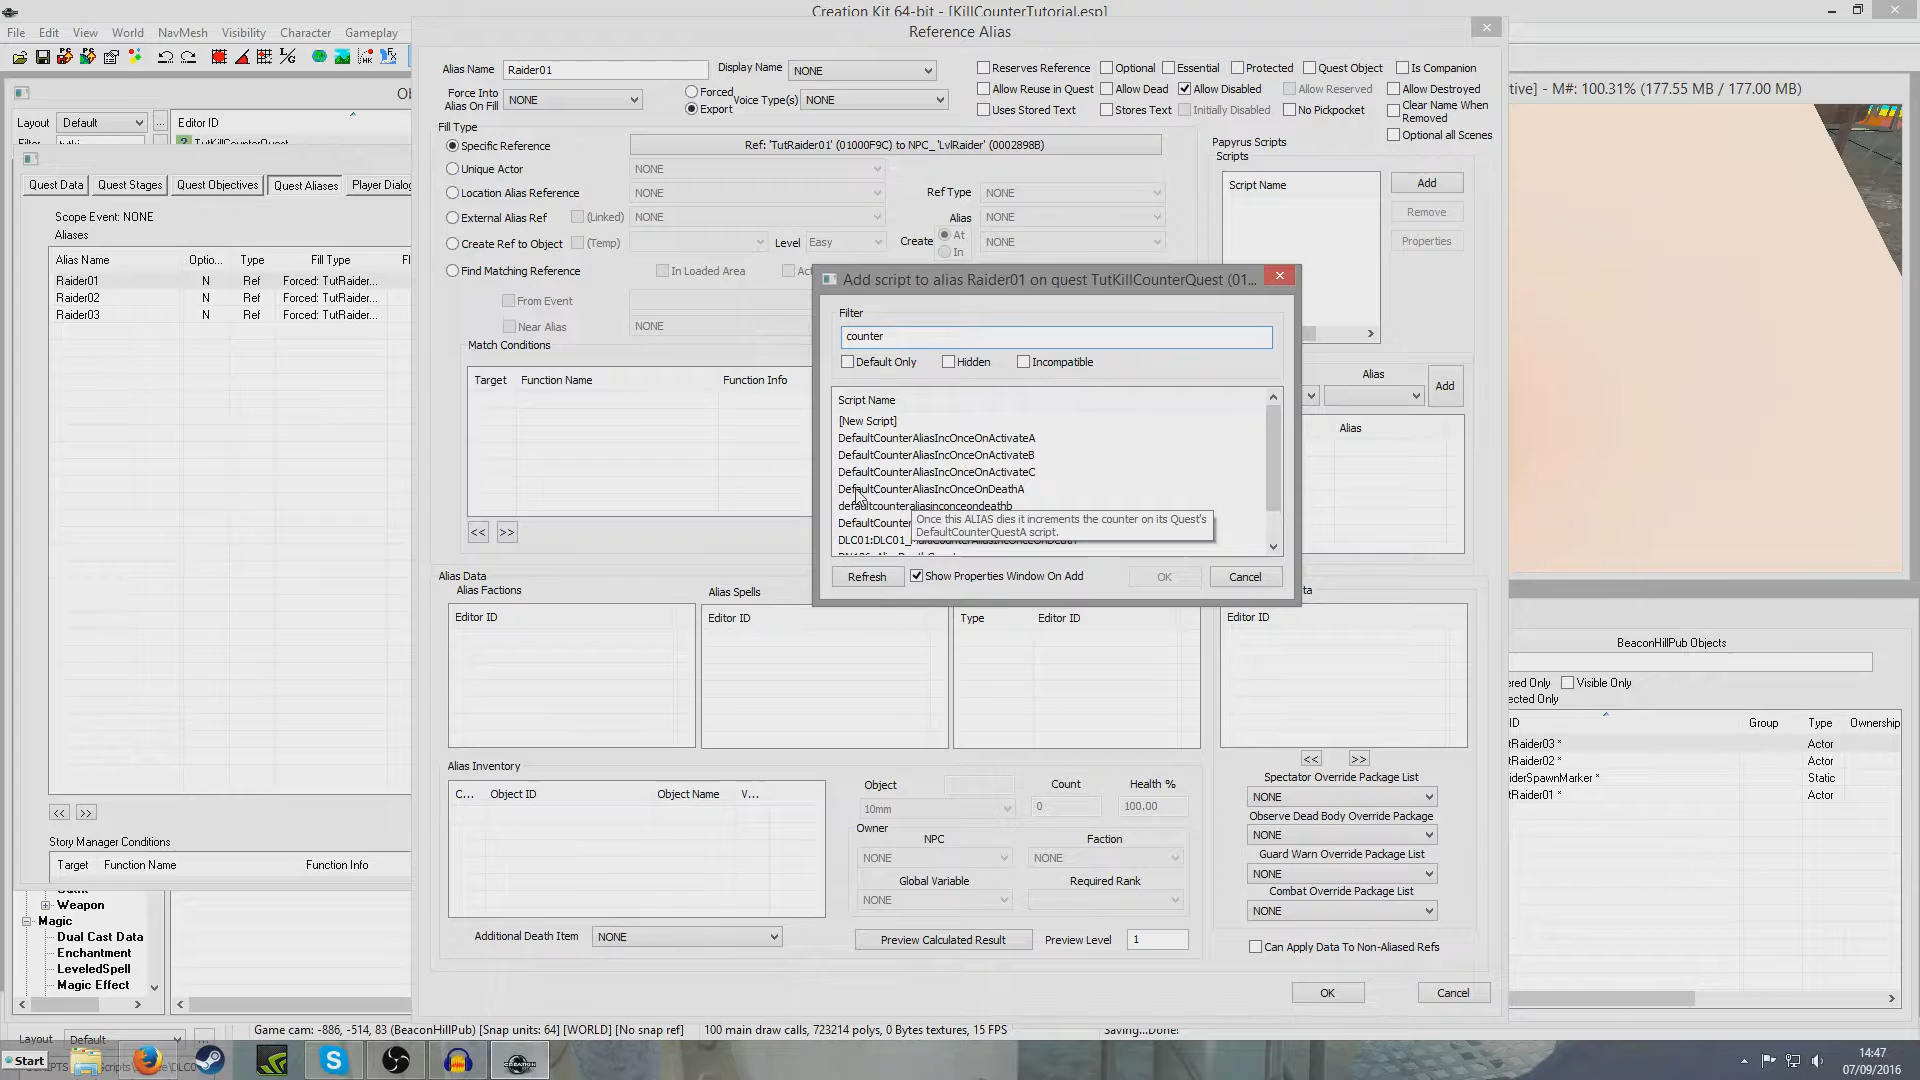 Creation Kit 64-bit - [KillCounterTutorial.esp]
File Edit View World NavMesh Visibility Character Gameplay
Reference Alias
Layout Default ... Editor ID
Quest Data Quest Stages Quest Objectives Quest Aliases Player Dialog
Scope Event: NONE
Aliases
Alias Name Optio... Type Fill Type
Raider01 N Ref Forced: TutRaider...
Raider02 N Ref Forced: TutRaider...
Raider03 N Ref Forced: TutRaider...
<< >>
Story Manager Conditions
Target Function Name Function Info
Weapon
Magic
Dual Cast Data
Enchantment
LeveledSpell
Magic Effect
Alias Name Raider01 Display Name NONE
Force Into Alias On Fill NONE Forced Export Voice Type(s) NONE
Reserves Reference Optional Essential Protected Quest Object Is Companion
Allow Reuse in Quest Allow Dead Allow Disabled Allow Reserved Allow Destroyed
Uses Stored Text Stores Text Initially Disabled No Pickpocket Clear Name When Removed
Optional all Scenes
Fill Type
Specific Reference Ref: 'TutRaider01' (01000F9C) to NPC_ 'LvlRaider' (0002898B)
Unique Actor NONE
Location Alias Reference NONE Ref Type NONE
External Alias Ref (Linked) NONE Alias NONE
Create Ref to Object (Temp) Level Easy Create At In NONE
Find Matching Reference In Loaded Area
From Event
Near Alias NONE
Match Conditions
Target Function Name Function Info
<< >>
Papyrus Scripts
Scripts
Script Name
Add
Remove
Properties
Alias
Add
Alias
Add script to alias Raider01 on quest TutKillCounterQuest (01...
Filter
counter
Default Only Hidden Incompatible
Script Name
[New Script]
DefaultCounterAliasIncOnceOnActivateA
DefaultCounterAliasIncOnceOnActivateB
DefaultCounterAliasIncOnceOnActivateC
DefaultCounterAliasIncOnceOnDeathA
defaultcounteraliasinconceondeathb
DefaultCounter
DLC01:DLC01_
Once this ALIAS dies it increments the counter on its Quest's
DefaultCounterQuestA script.
Refresh Show Properties Window On Add OK Cancel
Alias Data
Alias Factions Alias Spells
Editor ID Editor ID Type Editor ID Editor ID
Alias Inventory
C... Object ID Object Name V...
Object Count Health %
10mm 0 100.00
Owner
NPC Faction
NONE NONE
Global Variable Required Rank
NONE
Additional Death Item NONE
Preview Calculated Result Preview Level 1
<< >>
Spectator Override Package List
NONE
Observe Dead Body Override Package
NONE
Guard Warn Override Package List
NONE
Combat Override Package List
NONE
Can Apply Data To Non-Aliased Refs
OK Cancel
tive] - M#: 100.31% (177.55 MB / 177.00 MB)
BeaconHillPub Objects
ered Only Visible Only
ected Only
ID Group Type Ownership
tRaider03 * Actor
tRaider02 * Actor
iderSpawnMarker * Static
tRaider01 * Actor
Layout Default ...
Game cam: -886, -514, 83 (BeaconHillPub) [Snap units: 64] [WORLD] [No snap ref] 100 main draw calls, 723214 polys, 0 Bytes textures, 15 FPS Saving...Done!
Start
14:47
07/09/2016